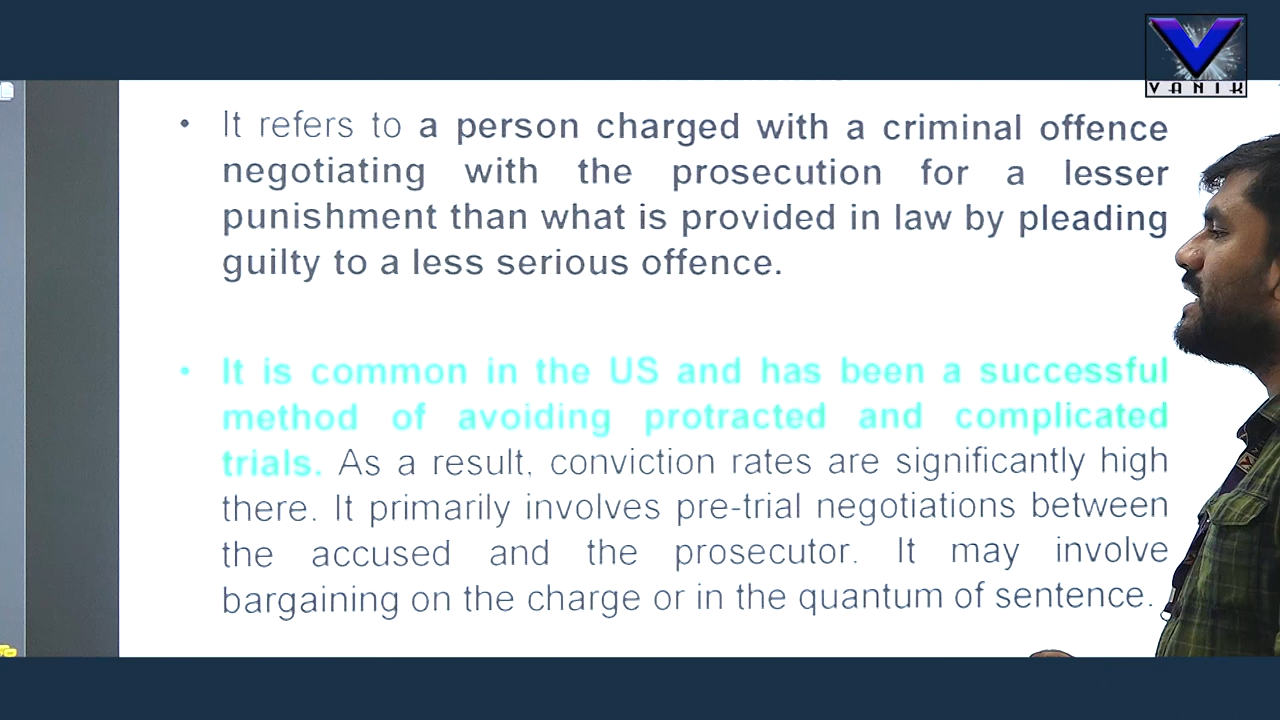 VANIK
• It refers to a person charged with a criminal offence
negotiating with the prosecution for a lesser
punishment than what is provided in law by pleading
guilty to a less serious offence.
• It is common in the US and has been a successful
method of avoiding protracted and complicated
trials. As a result, conviction rates are significantly high
there. It primarily involves pre-trial negotiations between
the accused and the prosecutor. It may involve
bargaining on the charge or in the quantum of sentence.